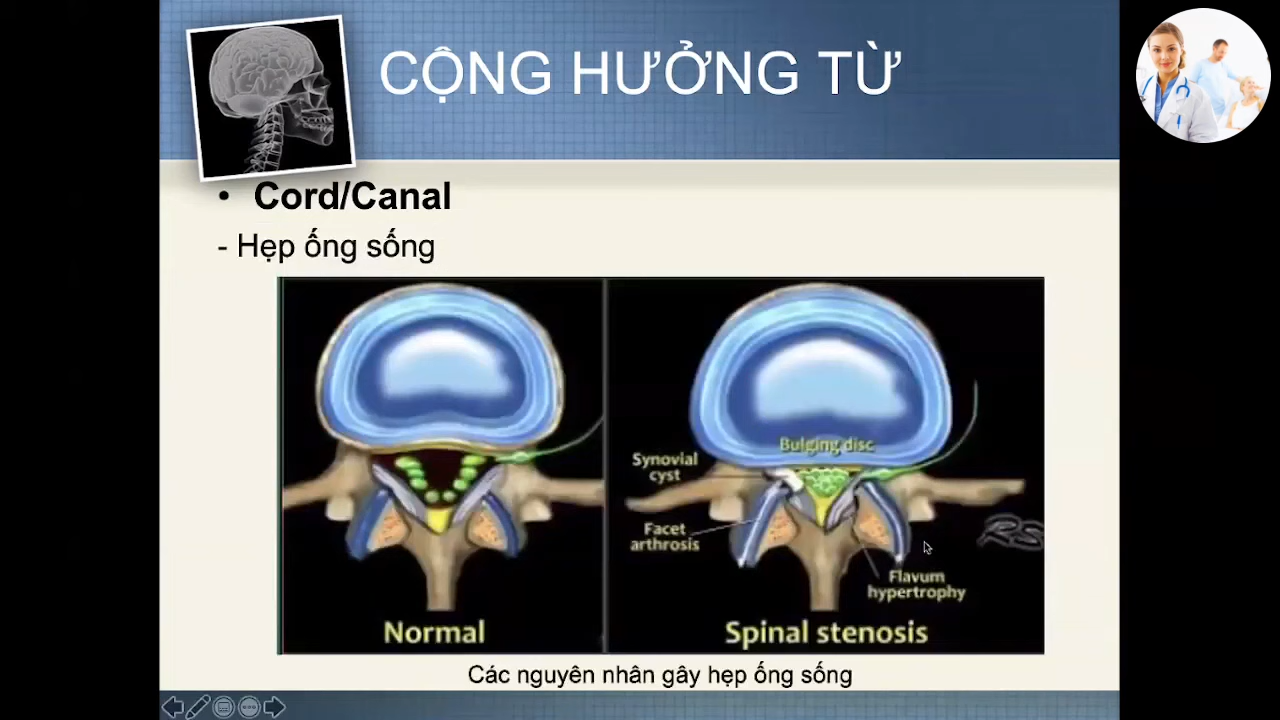 CỘNG HƯỞNG TỪ
• Cord/Canal
- Hẹp ống sống
Bulging disc
Synovial
cyst
Facet
arthrosis
Flavum
hypertrophy
Normal
Spinal stenosis
RS
Các nguyên nhân gây hẹp ống sống